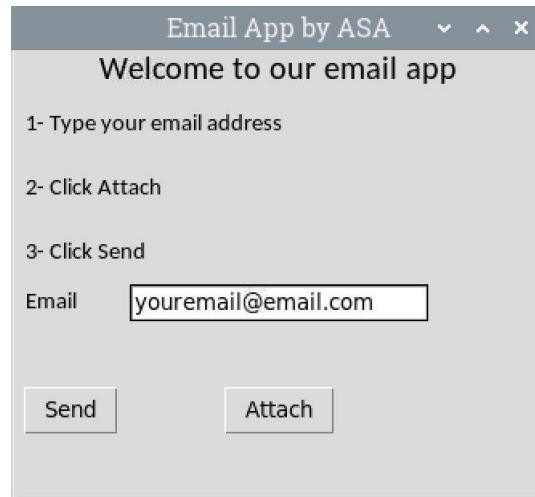 Email App by ASA
Welcome to our email app
1- Type your email address
2- Click Attach
3- Click Send
Email youremail@email.com
Send Attach